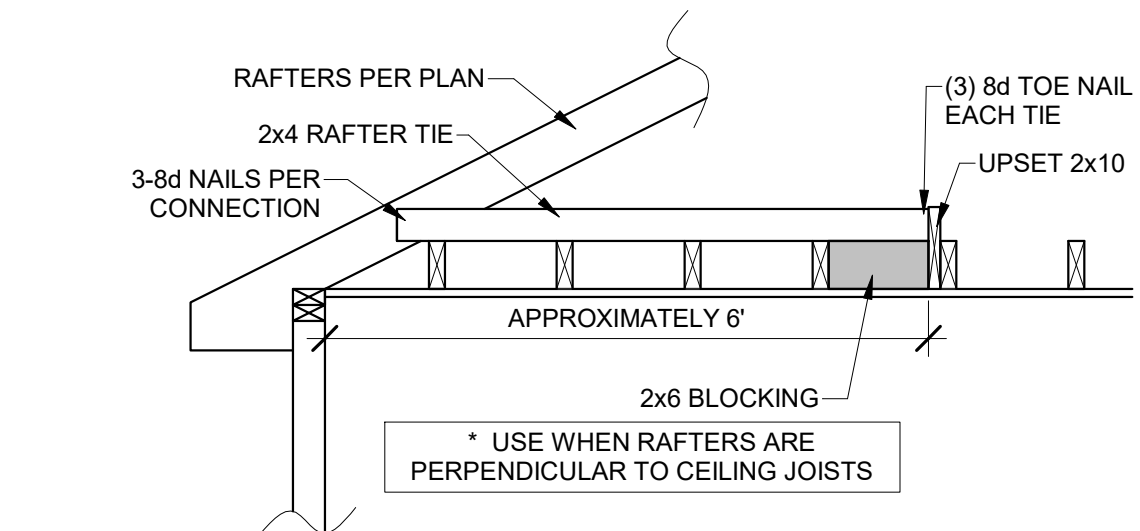 RAFTERS PER PLAN
2x4 RAFTER TIE
3-8d NAILS PER
CONNECTION
(3) 8d TOE NAIL
EACH TIE
UPSET 2x10
APPROXIMATELY 6'
2x6 BLOCKING
* USE WHEN RAFTERS ARE
PERPENDICULAR TO CEILING JOISTS